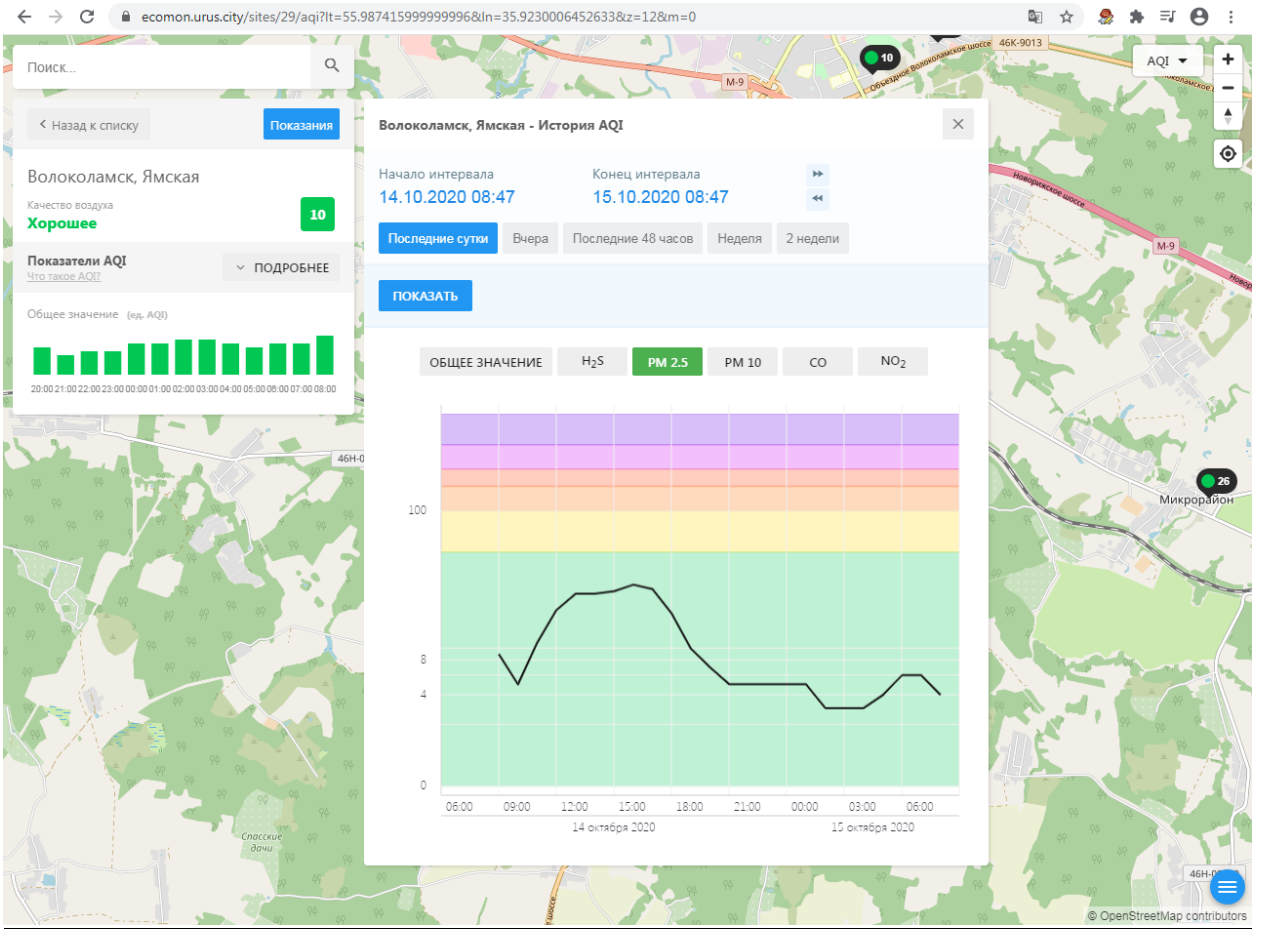 ecomon.urus.city/sites/29/aqi?lt=55.987415999999996&ln=35.9230006452633&z=12&m=0
Поиск...
AQI
10
M-9
46К-9013
Объездное Волоколамское шоссе
Назад к списку
Показания
Волоколамск, Ямская
Качество воздуха
Хорошее
10
Показатели AQI
Что такое AQI?
ПОДРОБНЕЕ
Общее значение (ед. AQI)
20:00 21:00 22:00 23:00 00:00 01:00 02:00 03:00 04:00 05:00 06:00 07:00 08:00
Волоколамск, Ямская - История AQI
Начало интервала
Конец интервала
14.10.2020 08:47
15.10.2020 08:47
Последние сутки
Вчера
Последние 48 часов
Неделя
2 недели
ПОКАЗАТЬ
ОБЩЕЕ ЗНАЧЕНИЕ
H2S
PM 2.5
PM 10
CO
NO2
100
8
4
0
06:00 09:00 12:00 15:00 18:00 21:00 00:00 03:00 06:00
14 октября 2020
15 октября 2020
Новорижское шоссе
M-9
26
Микрорайон
Спасские
дачи
© OpenStreetMap contributors